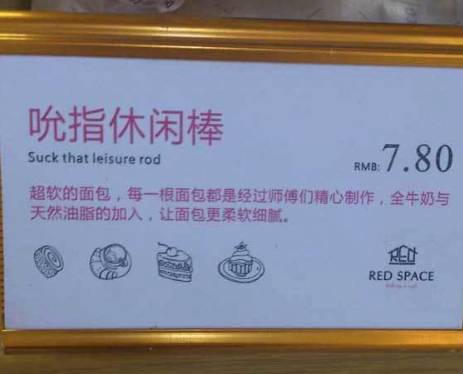 吮指休闲棒
Suck that leisure rod
RMB: 7.80
超软的面包，每一根面包都是经过师傅们精心制作，全牛奶与
天然油脂的加入，让面包更柔软细腻。
RED SPACE